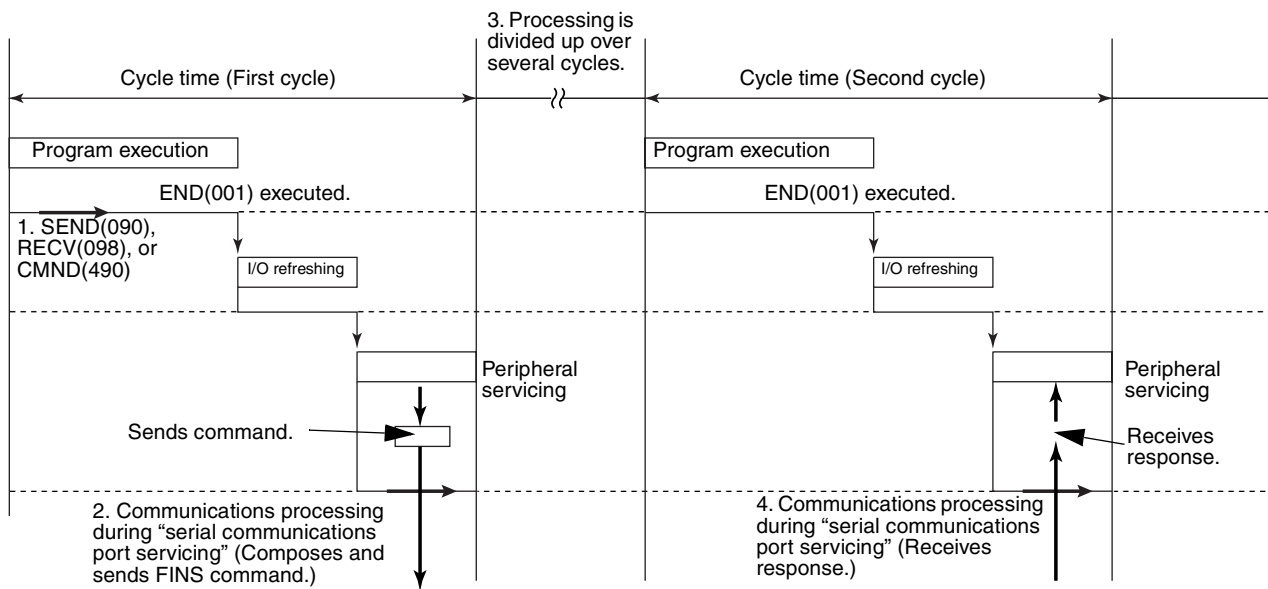 3. Processing is
divided up over
several cycles.
Cycle time (First cycle)
Cycle time (Second cycle)
Program execution
Program execution
END(001) executed.
END(001) executed.
1. SEND(090),
RECV(098), or
CMND(490)
I/O refreshing
I/O refreshing
Peripheral
servicing
Peripheral
servicing
Sends command.
Receives
response.
2. Communications processing
during “serial communications
port servicing” (Composes and
sends FINS command.)
4. Communications processing
during “serial communications
port servicing” (Receives
response.)